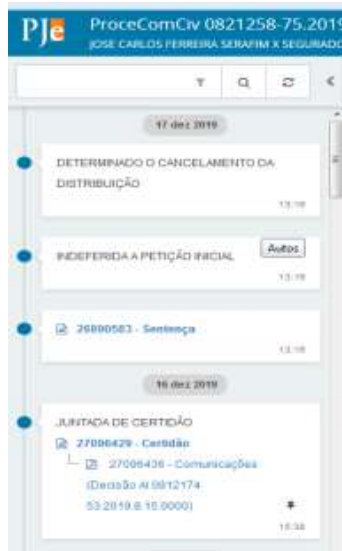 PJe ProceComCiv 0821258-75.2019
JOSE CARLOS FERREIRA SERAFIM X SEGURADO
17 dez 2019
DETERMINADO O CANCELAMENTO DA
DISTRIBUIÇÃO
13:18
INDEFERIDA A PETIÇÃO INICIAL
Autos
13:18
26890583 - Sentença
13:18
16 dez 2019
JUNTADA DE CERTIDÃO
27096429 - Certidão
27096436 - Comunicações
(Decisão AI 0812174
53.2019.8.15.0000)